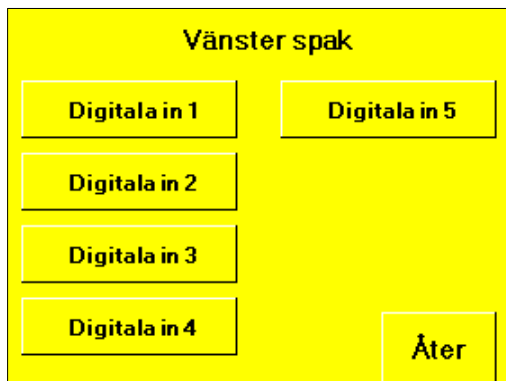 Vänster spak
Digitala in 1
Digitala in 5
Digitala in 2
Digitala in 3
Digitala in 4
Åter